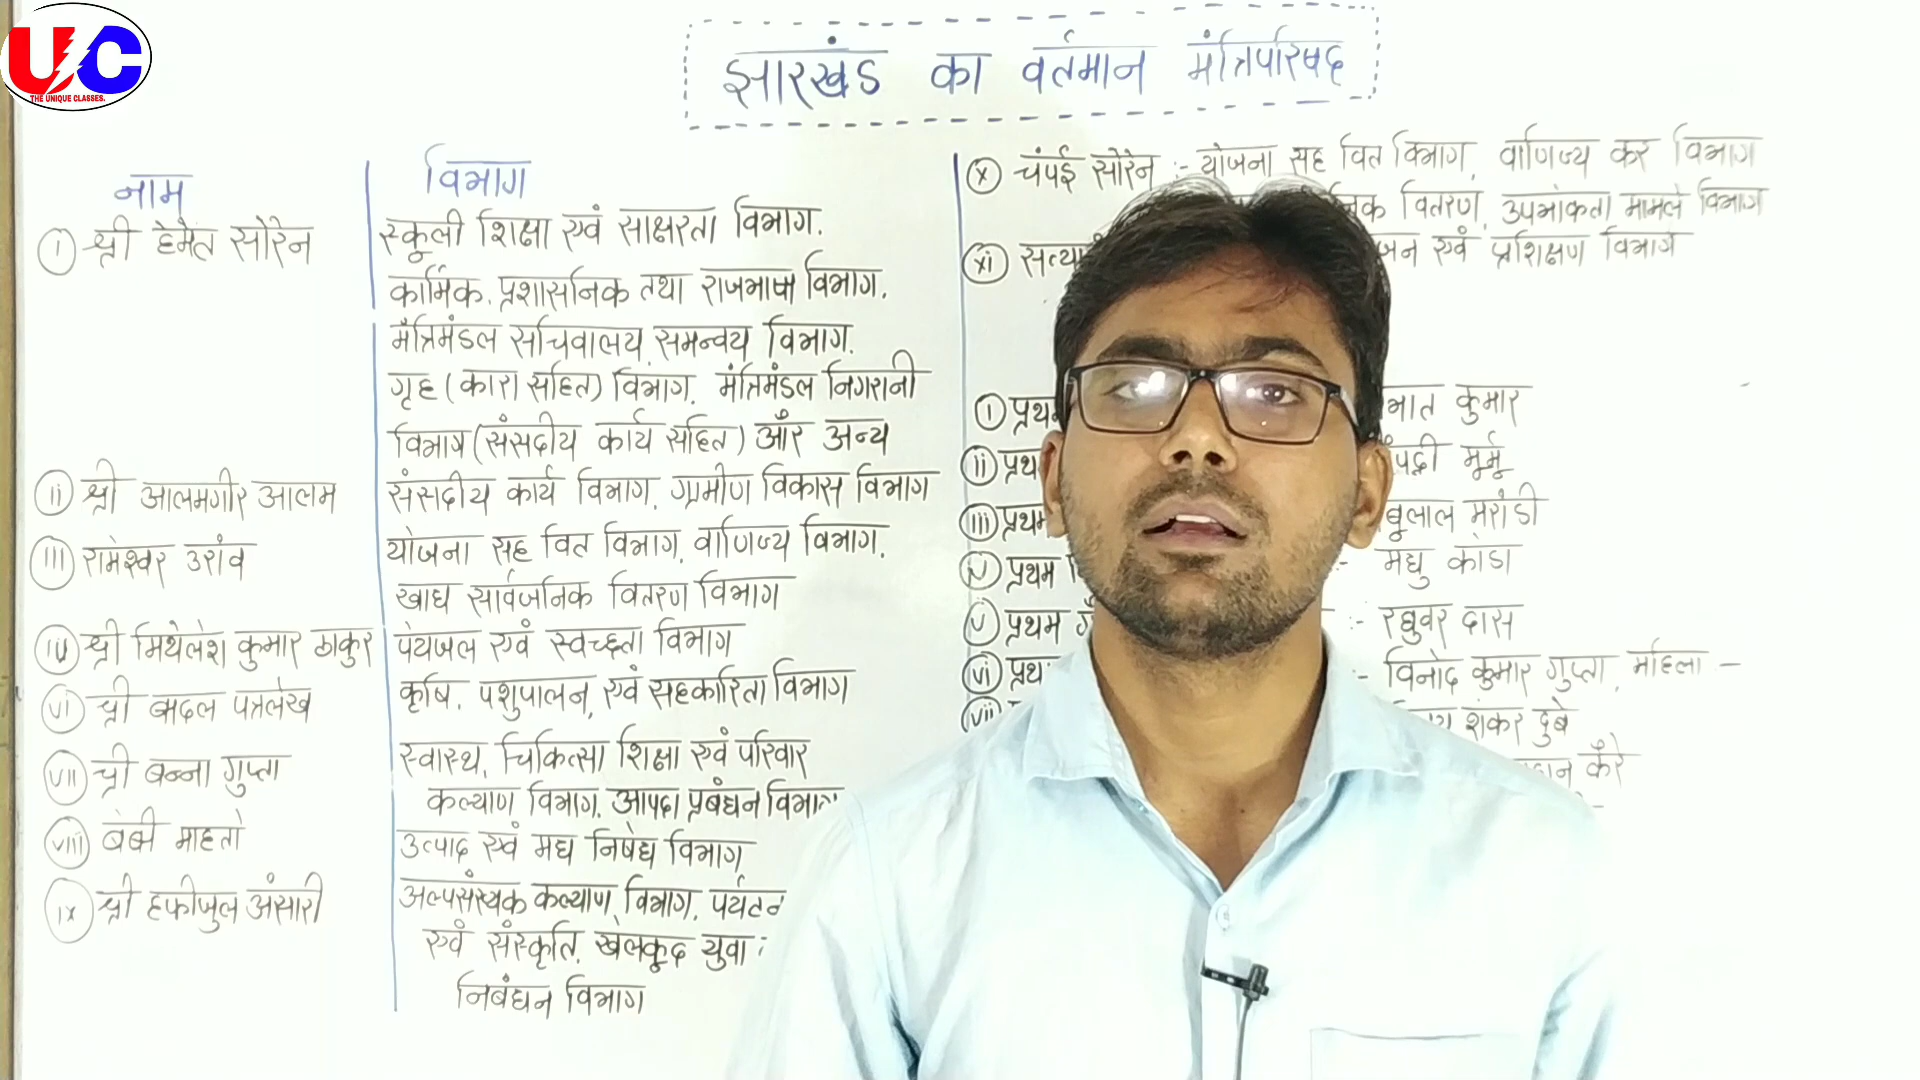 UC
THE UNIQUE CLASSES.
झारखंड का वर्तमान मंत्रिपरिषद
नाम विभाग
(i) श्री हेमंत सोरेन स्कूली शिक्षा एवं साक्षरता विभाग.
कार्मिक. प्रशासनिक तथा राजभाषा विभाग.
मंत्रिमंडल सचिवालय समन्वय विभाग.
गृह (कारा सहित) विभाग. मंत्रिमंडल निगरानी
विभाग (संसदीय कार्य सहित) और अन्य
(ii) श्री आलमगीर आलम संसदीय कार्य विभाग. ग्रामीण विकास विभाग
(iii) रामेश्वर उरांव योजना सह वित विभाग, वाणिज्य विभाग.
खाद्य सार्वजनिक वितरण विभाग
(iv) श्री मिथेलेश कुमार ठाकुर पेयजल एवं स्वच्छता विभाग
(vi) श्री बादल पत्रलेख कृषि. पशुपालन, एवं सहकारिता विभाग
(vii) श्री बन्ना गुप्ता स्वास्थ, चिकित्सा शिक्षा एवं परिवार
कल्याण विभाग. आपदा प्रबंधन विभाग
(viii) बेबी माहतो उत्पाद एवं मद्य निषेध विभाग
(ix) श्री हफीजुल अंसारी अल्पसंख्यक कल्याण विभाग, पर्यटन
एवं संस्कृति, खेलकूद युवा
निबंधन विभाग
(x) चंपई सोरेन :- योजना सह वित विभाग, वाणिज्य कर विभाग
वितरण, उपभोक्ता मामले विभाग
(xi) एवं प्रशिक्षण विभाग
(i) प्रथम कुमार
(ii) मुर्मू
(iii) मरांडी
(iv) प्रथम :- मधु कोडा
(v) प्रथम :- रघुवर दास
(vi) :- विनोद कुमार गुप्ता, महिला -
(vii) शंकर दुबे